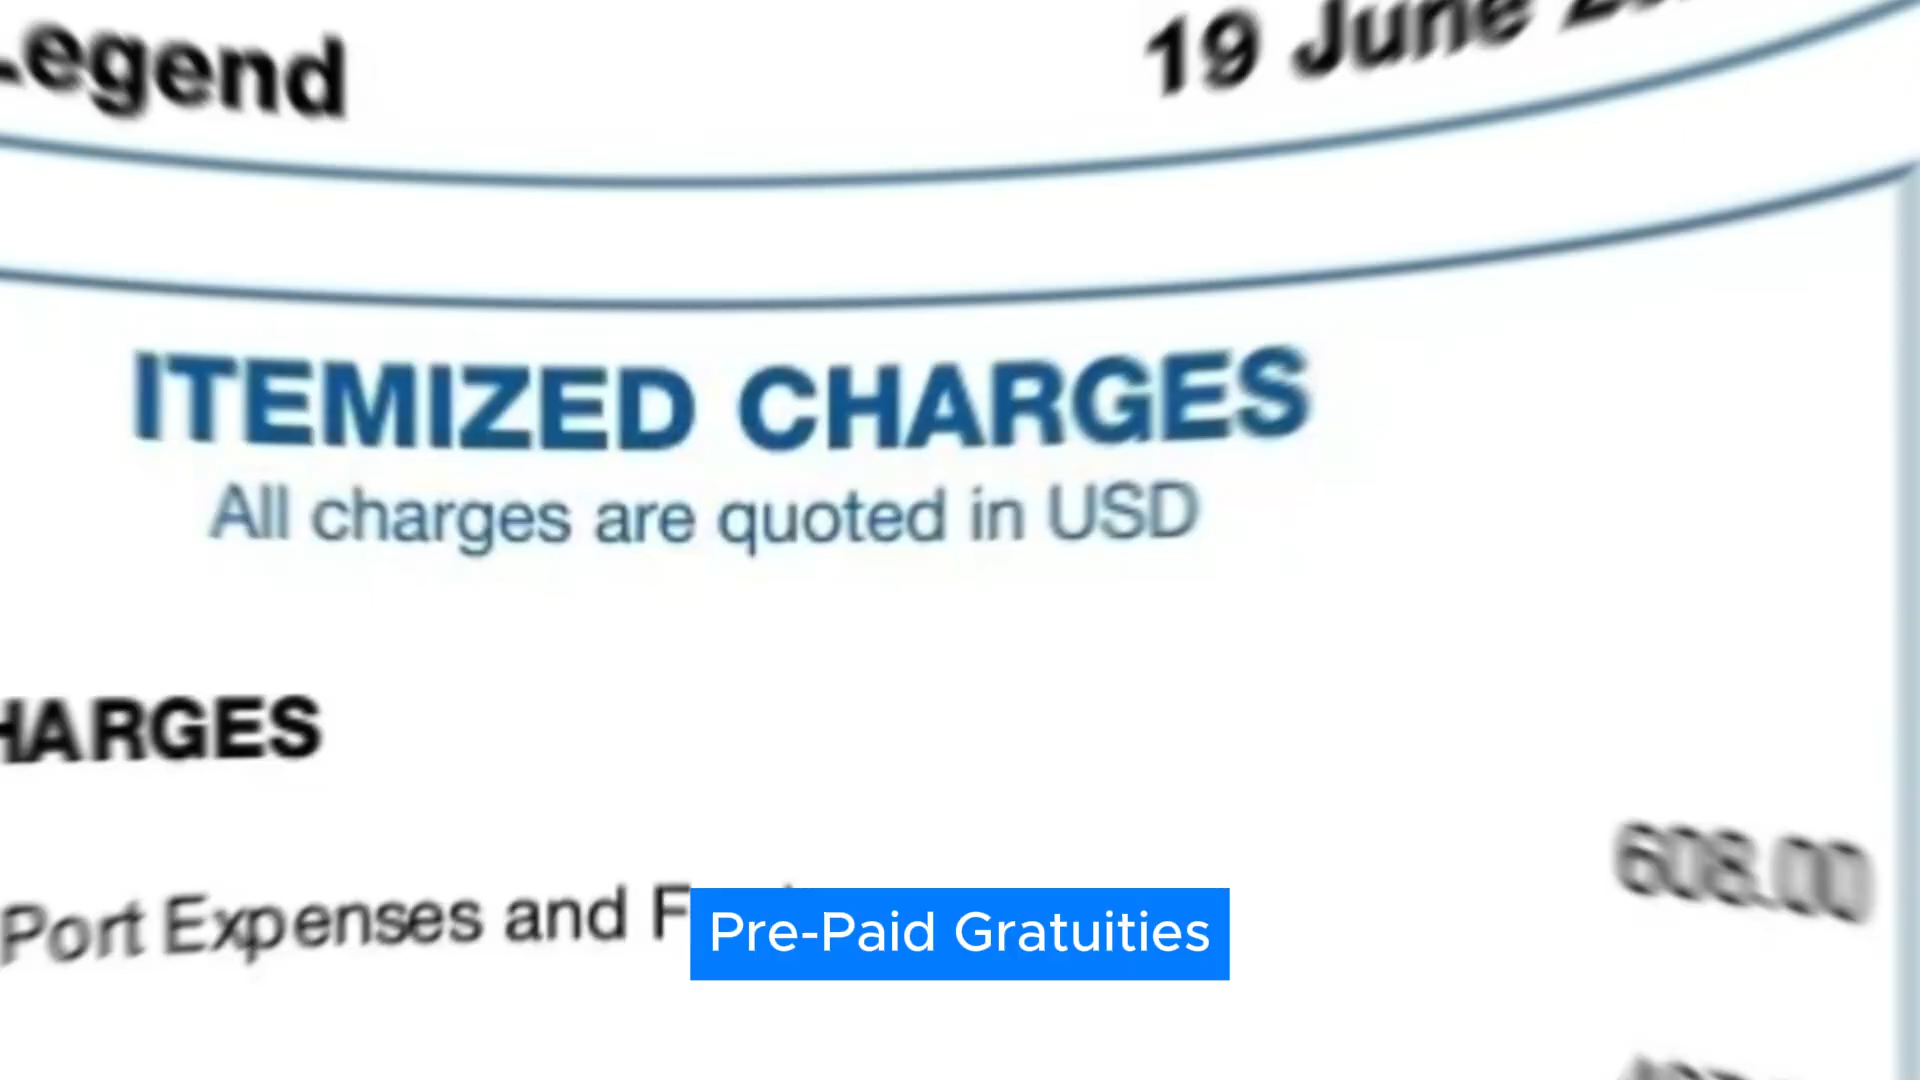 Legend 19 June
ITEMIZED CHARGES
All charges are quoted in USD
HARGES
608.00
Port Expenses and F
Pre-Paid Gratuities